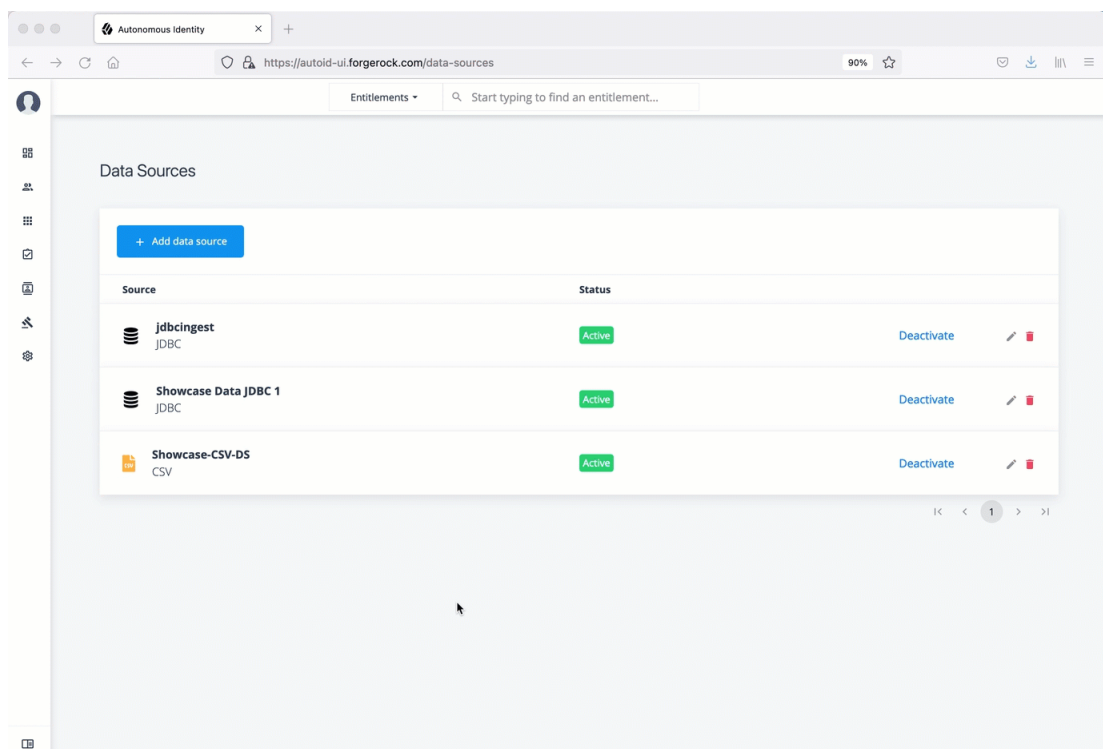 Autonomous Identity
https://autoid-ui.forgerock.com/data-sources
90%
Entitlements
Start typing to find an entitlement...
Data Sources
+ Add data source
Source Status
jdbcingest
JDBC
Active
Deactivate
Showcase Data JDBC 1
JDBC
Active
Deactivate
Showcase-CSV-DS
CSV
Active
Deactivate
1